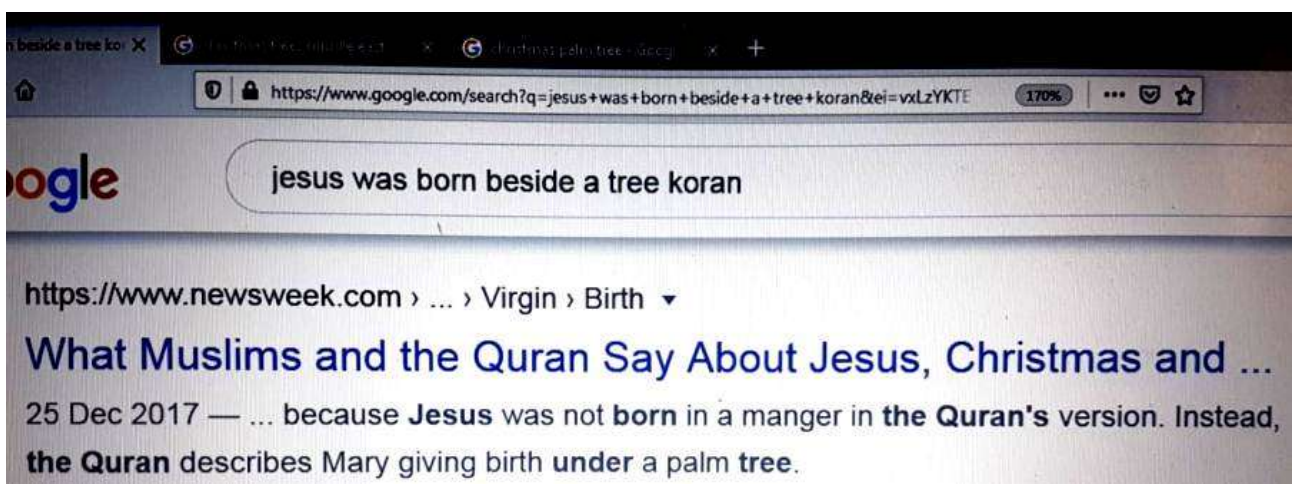 beside a tree kor
christmas palm tree - Goog
https://www.google.com/search?q=jesus+was+born+beside+a+tree+koran&ei=vxLzYKTE 170%
ogle jesus was born beside a tree koran
https://www.newsweek.com › ... › Virgin › Birth
What Muslims and the Quran Say About Jesus, Christmas and ...
25 Dec 2017 — ... because Jesus was not born in a manger in the Quran's version. Instead,
the Quran describes Mary giving birth under a palm tree.